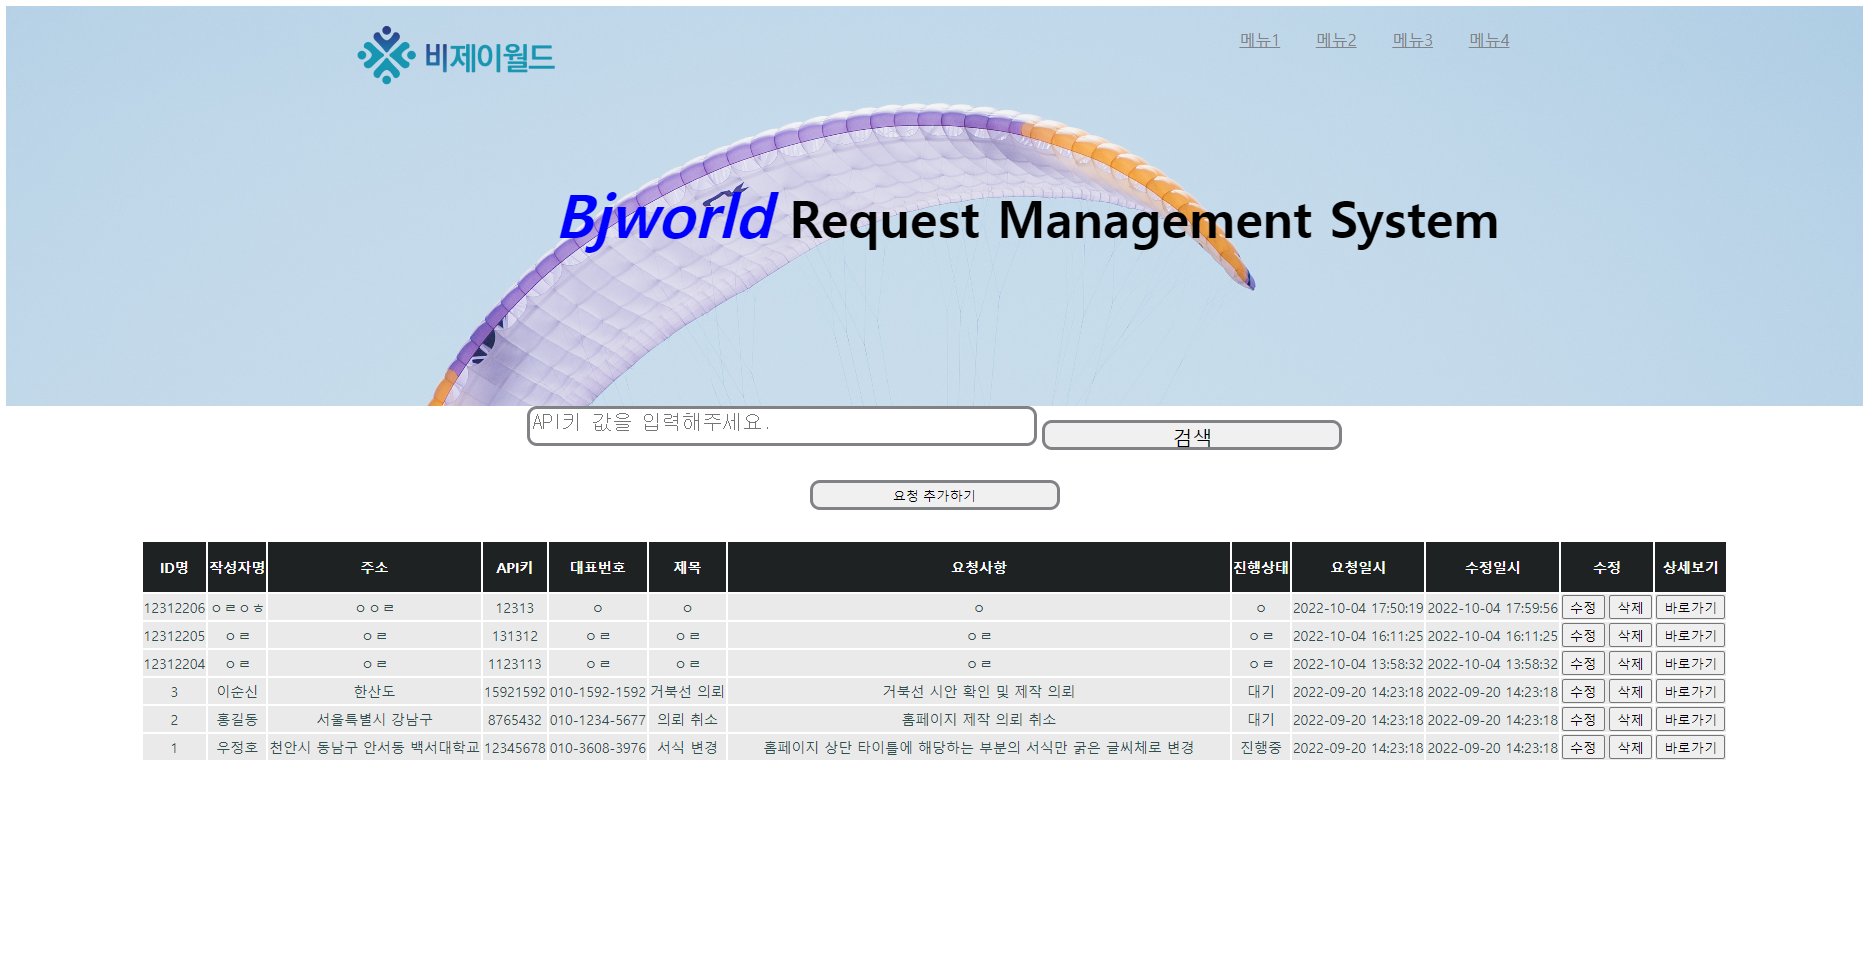 비제이월드
메뉴1 메뉴2 메뉴3 메뉴4
Bjworld Request Management System
API키 값을 입력해주세요. 검색
요청 추가하기
ID명 작성자명 주소 API키 대표번호 제목 요청사항 진행상태 요청일시 수정일시 수정 상세보기
12312206 ㅇㄹㅇㅎ ㅇㅇㄹ 12313 ㅇ ㅇ ㅇ ㅇ 2022-10-04 17:50:19 2022-10-04 17:59:56 수정 삭제 바로가기
12312205 ㅇㄹ ㅇㄹ 131312 ㅇㄹ ㅇㄹ ㅇㄹ ㅇㄹ 2022-10-04 16:11:25 2022-10-04 16:11:25 수정 삭제 바로가기
12312204 ㅇㄹ ㅇㄹ 1123113 ㅇㄹ ㅇㄹ ㅇㄹ ㅇㄹ 2022-10-04 13:58:32 2022-10-04 13:58:32 수정 삭제 바로가기
3 이순신 한산도 15921592 010-1592-1592 거북선 의뢰 거북선 시안 확인 및 제작 의뢰 대기 2022-09-20 14:23:18 2022-09-20 14:23:18 수정 삭제 바로가기
2 홍길동 서울특별시 강남구 8765432 010-1234-5677 의뢰 취소 홈페이지 제작 의뢰 취소 대기 2022-09-20 14:23:18 2022-09-20 14:23:18 수정 삭제 바로가기
1 우정호 천안시 동남구 안서동 백서대학교 12345678 010-3608-3976 서식 변경 홈페이지 상단 타이틀에 해당하는 부분의 서식만 굵은 글씨체로 변경 진행중 2022-09-20 14:23:18 2022-09-20 14:23:18 수정 삭제 바로가기